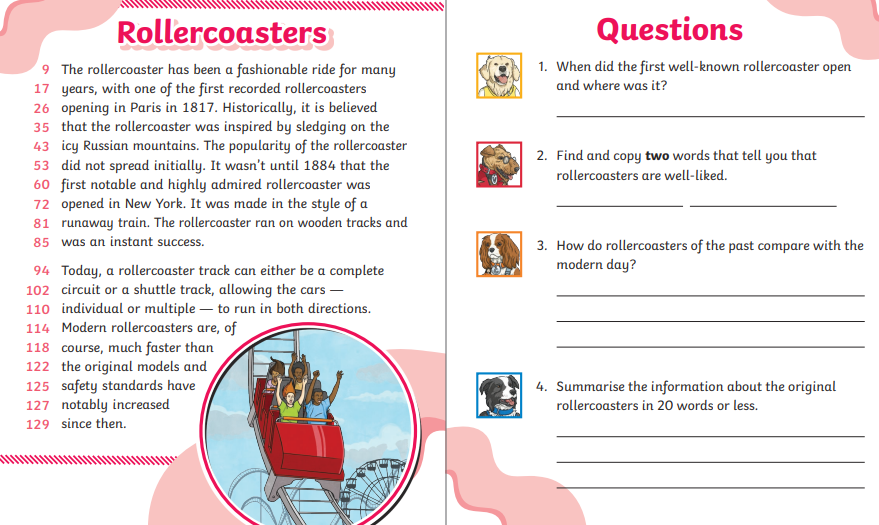 Rollercoasters
9 The rollercoaster has been a fashionable ride for many
17 years, with one of the first recorded rollercoasters
26 opening in Paris in 1817. Historically, it is believed
35 that the rollercoaster was inspired by sledging on the
43 icy Russian mountains. The popularity of the rollercoaster
53 did not spread initially. It wasn't until 1884 that the
60 first notable and highly admired rollercoaster was
72 opened in New York. It was made in the style of a
81 runaway train. The rollercoaster ran on wooden tracks and
85 was an instant success.
94 Today, a rollercoaster track can either be a complete
102 circuit or a shuttle track, allowing the cars —
110 individual or multiple — to run in both directions.
114 Modern rollercoasters are, of
118 course, much faster than
122 the original models and
125 safety standards have
127 notably increased
129 since then.
Questions
1. When did the first well-known rollercoaster open
and where was it?
2. Find and copy two words that tell you that
rollercoasters are well-liked.
3. How do rollercoasters of the past compare with the
modern day?
4. Summarise the information about the original
rollercoasters in 20 words or less.